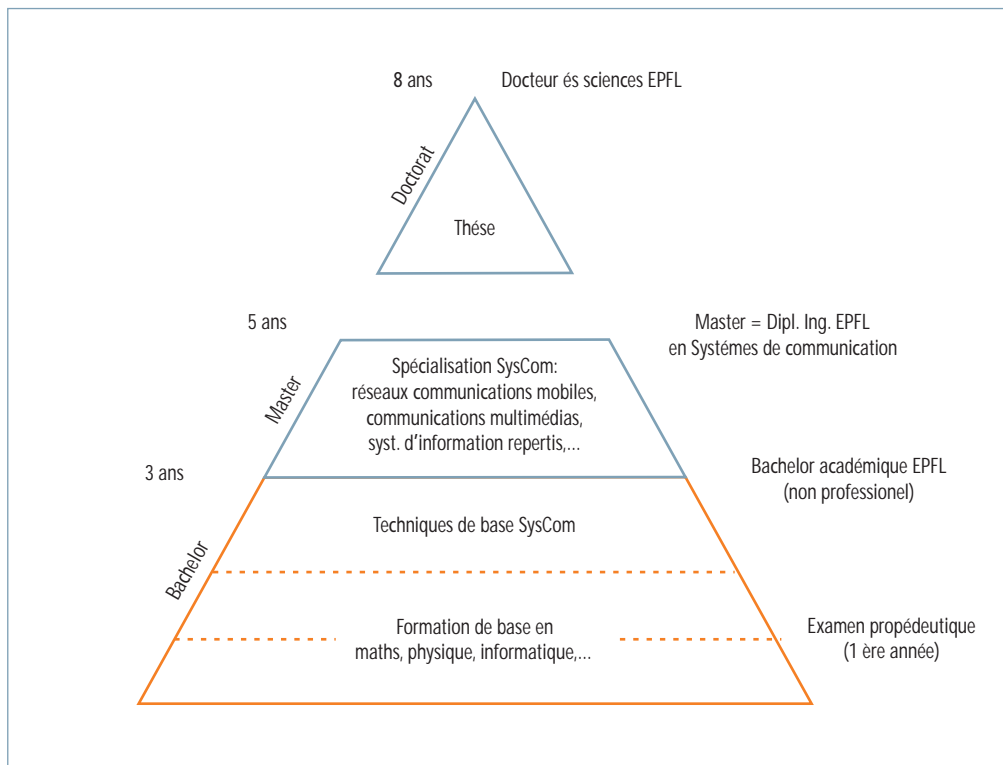 8 ans
Docteur és sciences EPFL
Doctorat
Thése
5 ans
Master = Dipl. Ing. EPFL
en Systémes de communication
Master
Spécialisation SysCom:
réseaux communications mobiles,
communications multimédias,
syst. d'information repertis,...
3 ans
Bachelor académique EPFL
(non professionel)
Bachelor
Techniques de base SysCom
Formation de base en
maths, physique, informatique,...
Examen propédeutique
(1 ère année)